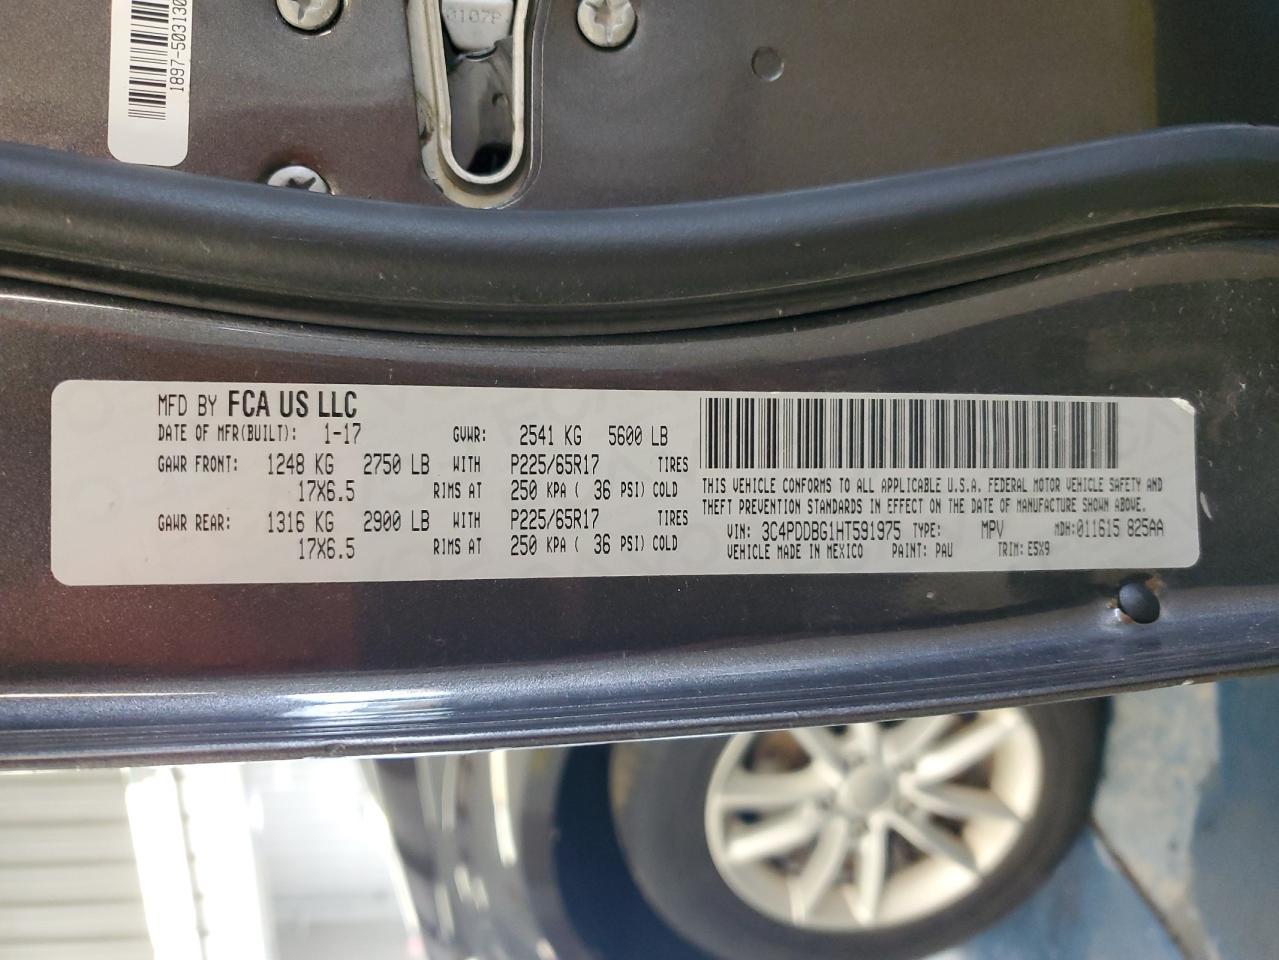 1897-503130
0107P
MFD BY FCA US LLC
DATE OF MFR(BUILT): 1-17 GVWR: 2541 KG 5600 LB
GAWR FRONT: 1248 KG 2750 LB WITH P225/65R17 TIRES
17X6.5 RIMS AT 250 KPA ( 36 PSI) COLD
GAWR REAR: 1316 KG 2900 LB WITH P225/65R17 TIRES
17X6.5 RIMS AT 250 KPA ( 36 PSI) COLD
THIS VEHICLE CONFORMS TO ALL APPLICABLE U.S.A. FEDERAL MOTOR VEHICLE SAFETY AND
THEFT PREVENTION STANDARDS IN EFFECT ON THE DATE OF MANUFACTURE SHOWN ABOVE.
VIN: 3C4PDDBG1HT591975 TYPE: MPV MDH:011615 825AA
VEHICLE MADE IN MEXICO PAINT: PAU TRIM: E5X9